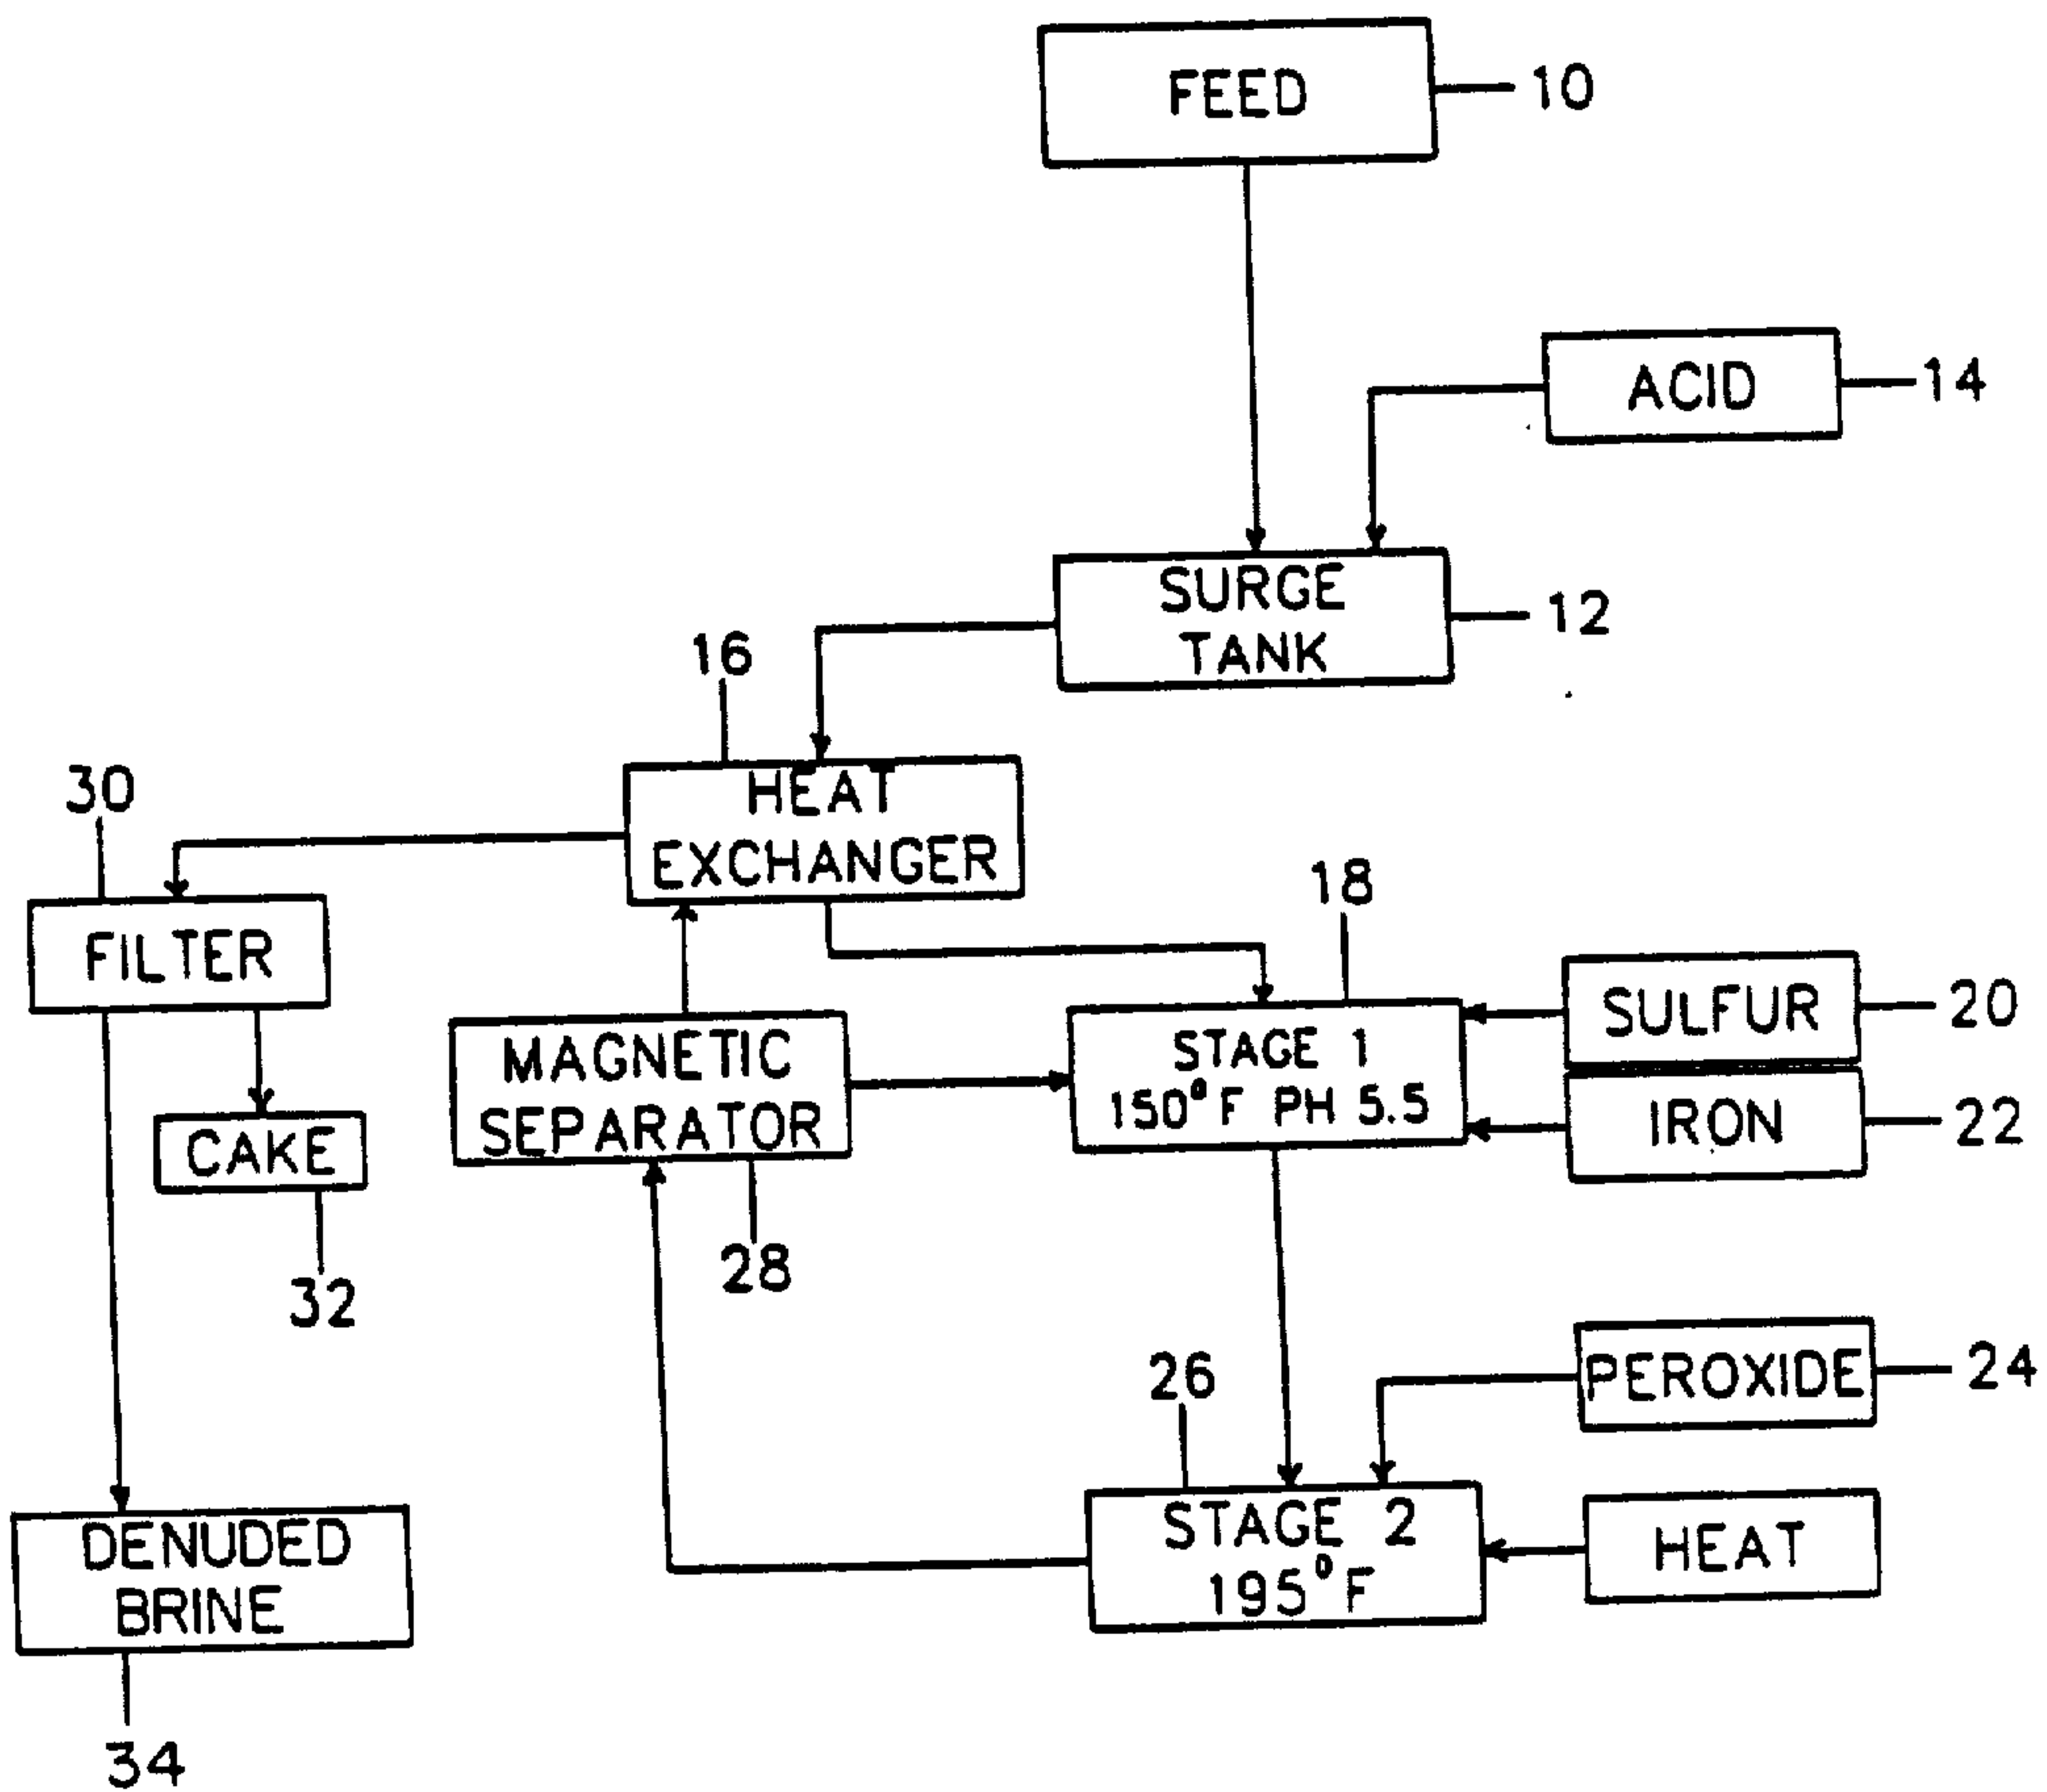 FEED
10
ACID
14
SURGE
TANK
12
16
HEAT
EXCHANGER
30
FILTER
18
SULFUR
20
MAGNETIC
SEPARATOR
STAGE 1
150°F PH 5.5
IRON
22
CAKE
28
32
PEROXIDE
24
26
STAGE 2
195°F
HEAT
DENUDED
BRINE
34